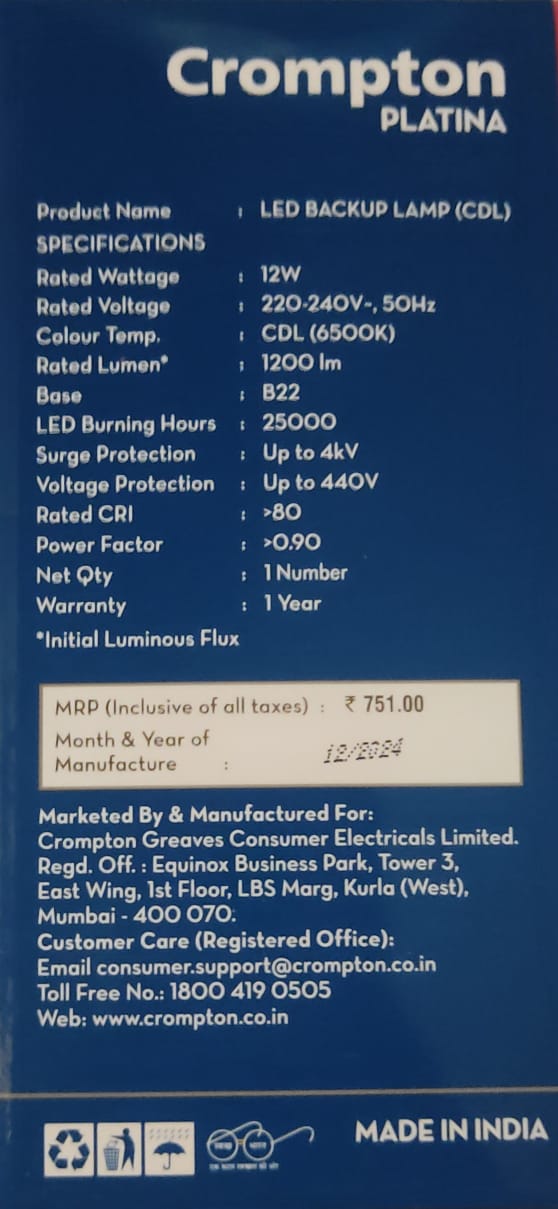 Crompton
PLATINA
Product Name : LED BACKUP LAMP (CDL)
SPECIFICATIONS
Rated Wattage : 12W
Rated Voltage : 220-240V~, 50Hz
Colour Temp. : CDL (6500K)
Rated Lumen* : 1200 lm
Base : B22
LED Burning Hours : 25000
Surge Protection : Up to 4kV
Voltage Protection : Up to 440V
Rated CRI : >80
Power Factor : >0.90
Net Qty : 1 Number
Warranty : 1 Year
*Initial Luminous Flux
MRP (Inclusive of all taxes) : ₹ 751.00
Month & Year of
Manufacture : 12/2024
Marketed By & Manufactured For:
Crompton Greaves Consumer Electricals Limited.
Regd. Off. : Equinox Business Park, Tower 3,
East Wing, 1st Floor, LBS Marg, Kurla (West),
Mumbai - 400 070.
Customer Care (Registered Office):
Email consumer.support@crompton.co.in
Toll Free No.: 1800 419 0505
Web: www.crompton.co.in
MADE IN INDIA